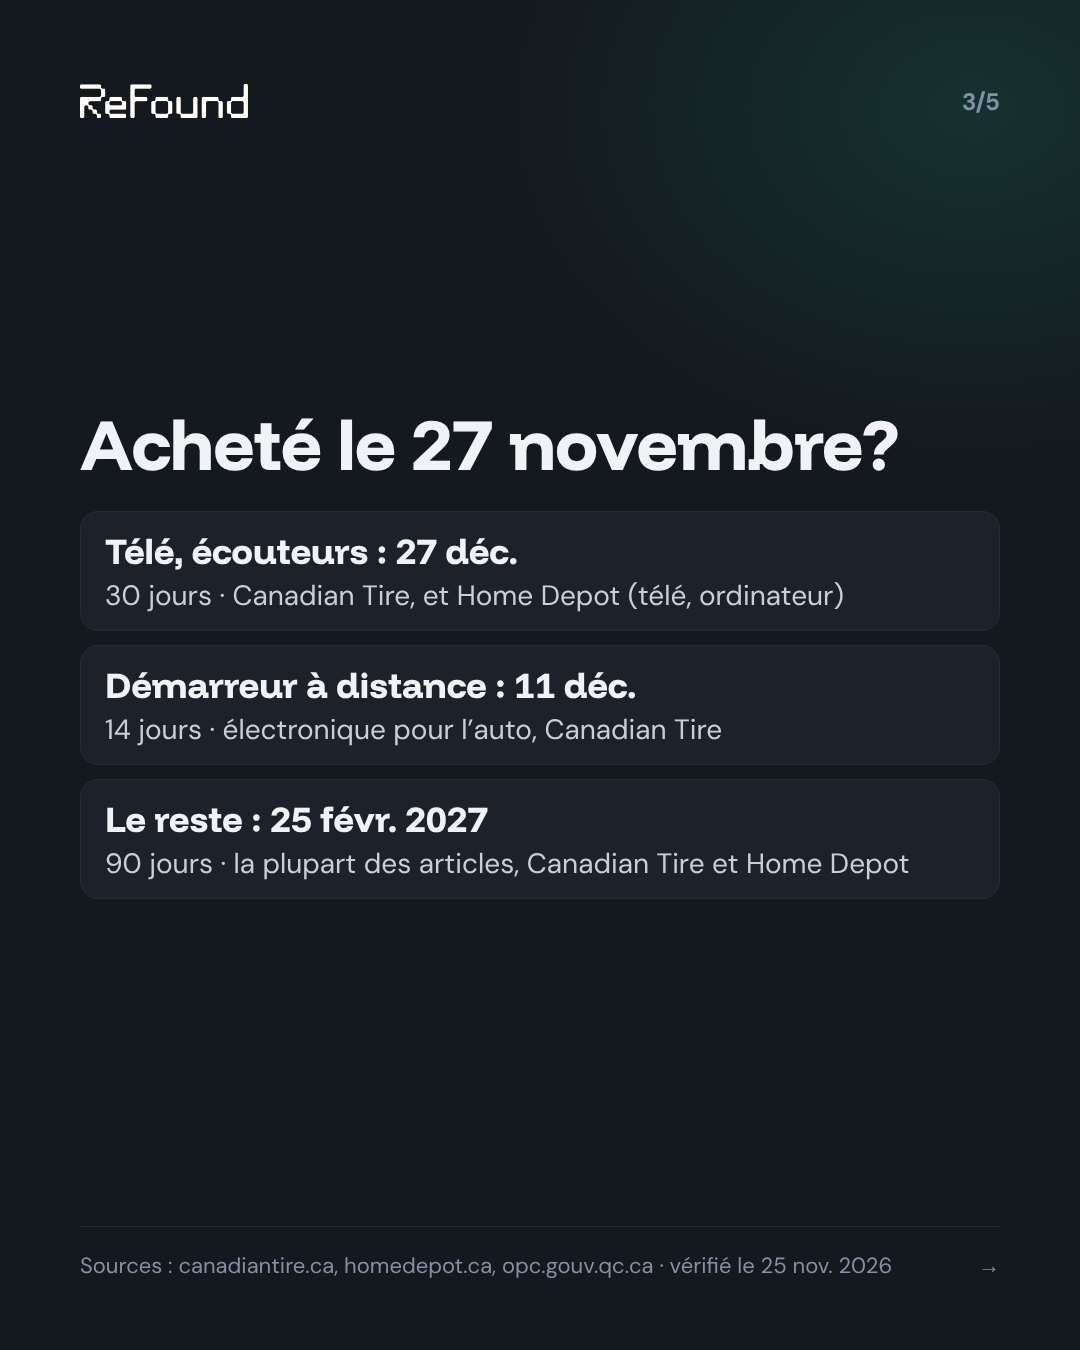 ReFound
3/5
Acheté le 27 novembre?
Télé, écouteurs : 27 déc.
30 jours · Canadian Tire, et Home Depot (télé, ordinateur)
Démarreur à distance : 11 déc.
14 jours · électronique pour l’auto, Canadian Tire
Le reste : 25 févr. 2027
90 jours · la plupart des articles, Canadian Tire et Home Depot
Sources : canadiantire.ca, homedepot.ca, opc.gouv.qc.ca · vérifié le 25 nov. 2026 →